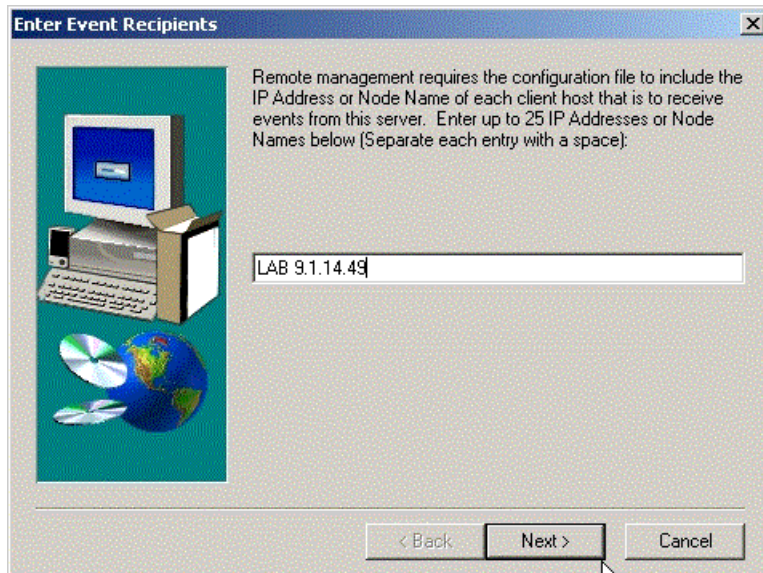 Enter Event Recipients
Remote management requires the configuration file to include the
IP Address or Node Name of each client host that is to receive
events from this server.  Enter up to 25 IP Addresses or Node
Names below (Separate each entry with a space):
LAB 9.1.14.49
< Back
Next >
Cancel